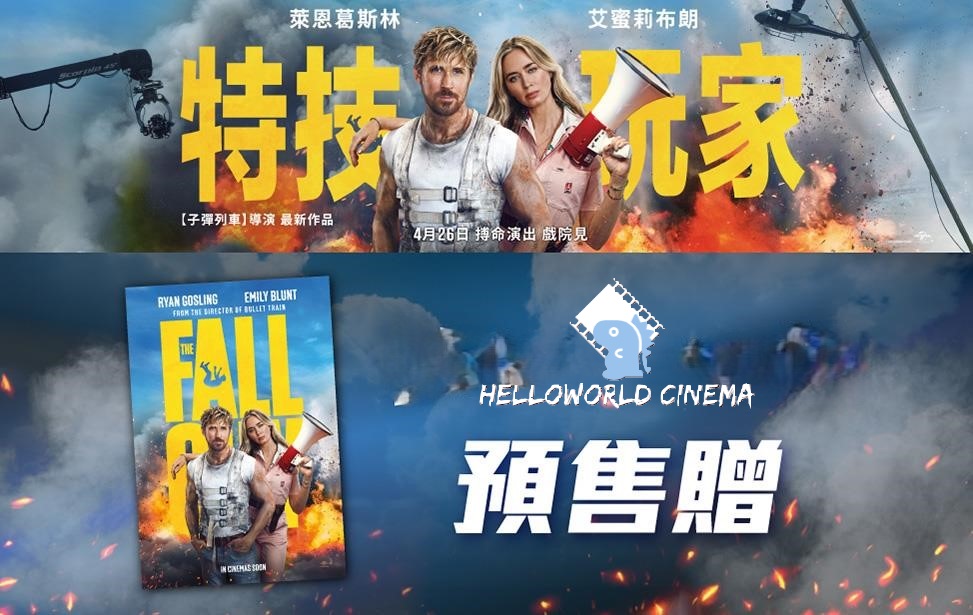 萊恩葛斯林
艾蜜莉布朗
Scorpio 45'
特技玩家
【子彈列車】導演 最新作品
4月26日 搏命演出 戲院見
RYAN GOSLING
EMILY BLUNT
FROM THE DIRECTOR OF BULLET TRAIN
THE
FALL
IN CINEMAS SOON
HELLOWORLD CINEMA
預售贈